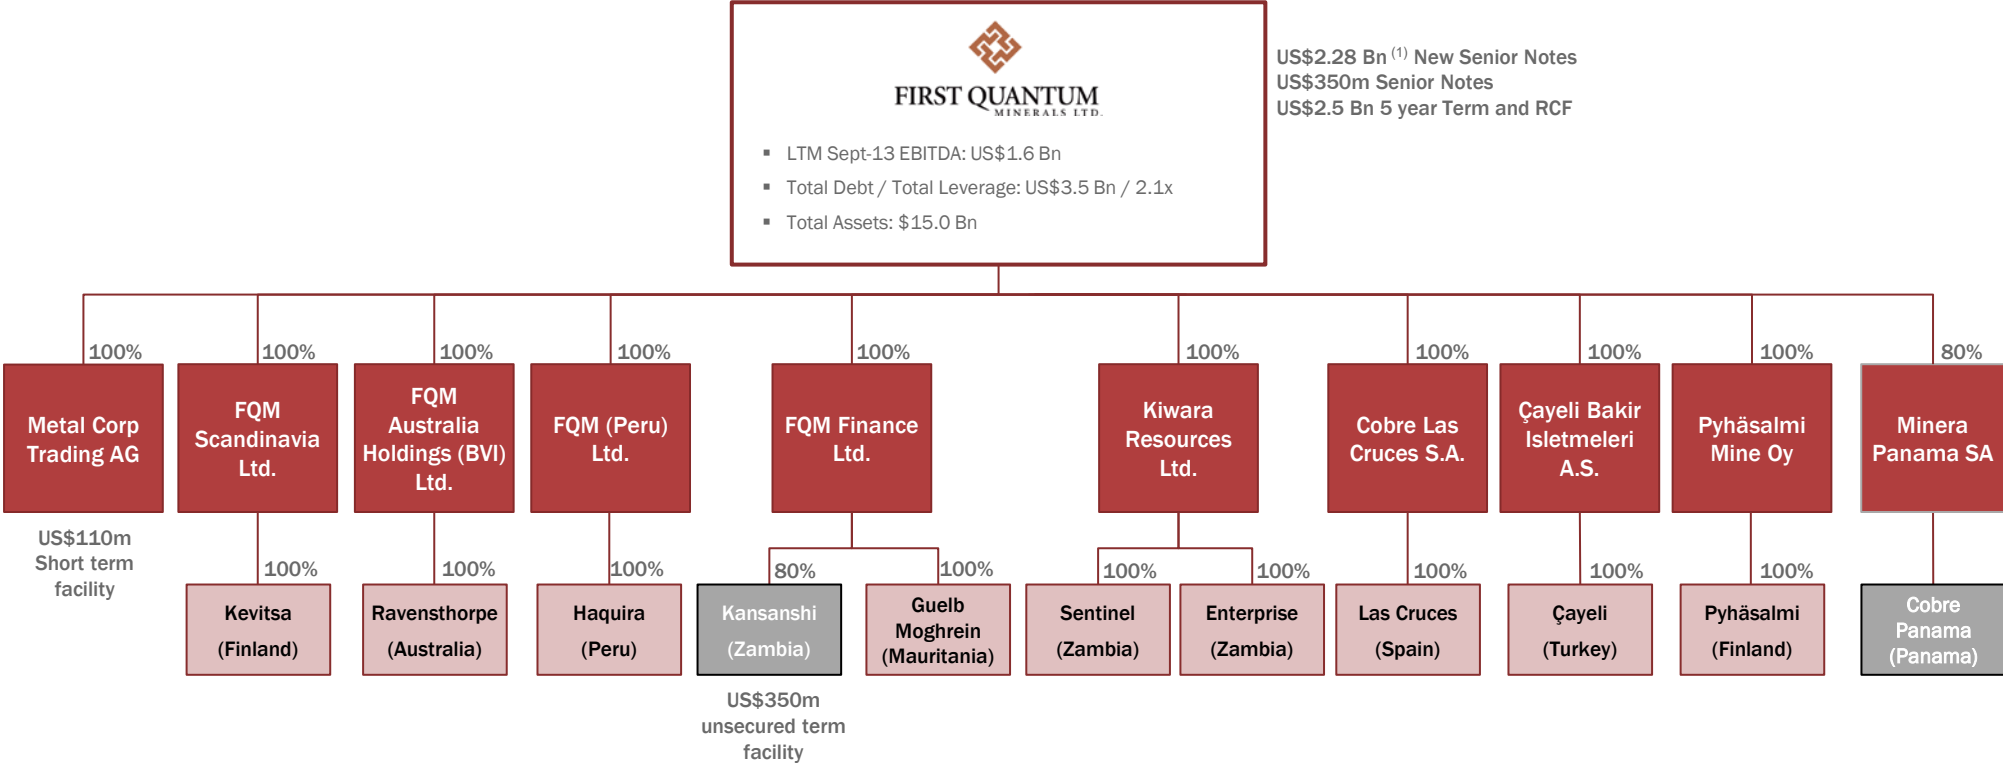 FIRST QUANTUM
MINERALS LTD.
▪ LTM Sept-13 EBITDA: US$1.6 Bn
▪ Total Debt / Total Leverage: US$3.5 Bn / 2.1x
▪ Total Assets: $15.0 Bn
US$2.28 Bn (1) New Senior Notes
US$350m Senior Notes
US$2.5 Bn 5 year Term and RCF
100%
Metal Corp
Trading AG
US$110m
Short term
facility
100%
FQM
Scandinavia
Ltd.
100%
FQM
Australia
Holdings (BVI)
Ltd.
100%
FQM (Peru)
Ltd.
100%
FQM Finance
Ltd.
100%
Kiwara
Resources
Ltd.
100%
Cobre Las
Cruces S.A.
100%
Çayeli Bakir
Isletmeleri
A.S.
100%
Pyhäsalmi
Mine Oy
80%
Minera
Panama SA
100%
Kevitsa
(Finland)
100%
Ravensthorpe
(Australia)
100%
Haquira
(Peru)
80%
Kansanshi
(Zambia)
US$350m
unsecured term
facility
100%
Guelb
Moghrein
(Mauritania)
100%
Sentinel
(Zambia)
100%
Enterprise
(Zambia)
100%
Las Cruces
(Spain)
100%
Çayeli
(Turkey)
100%
Pyhäsalmi
(Finland)
Cobre
Panama
(Panama)